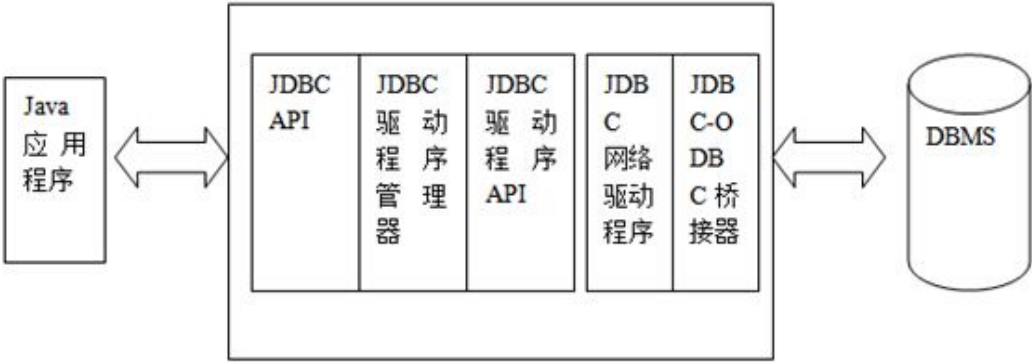 Java
应 用
程序
JDBC
API
JDBC
驱 动
程 序
管 理
器
JDBC
驱 动
程 序
API
JDB
C
网络
驱动
程序
JDB
C-O
DB
C 桥
接器
DBMS